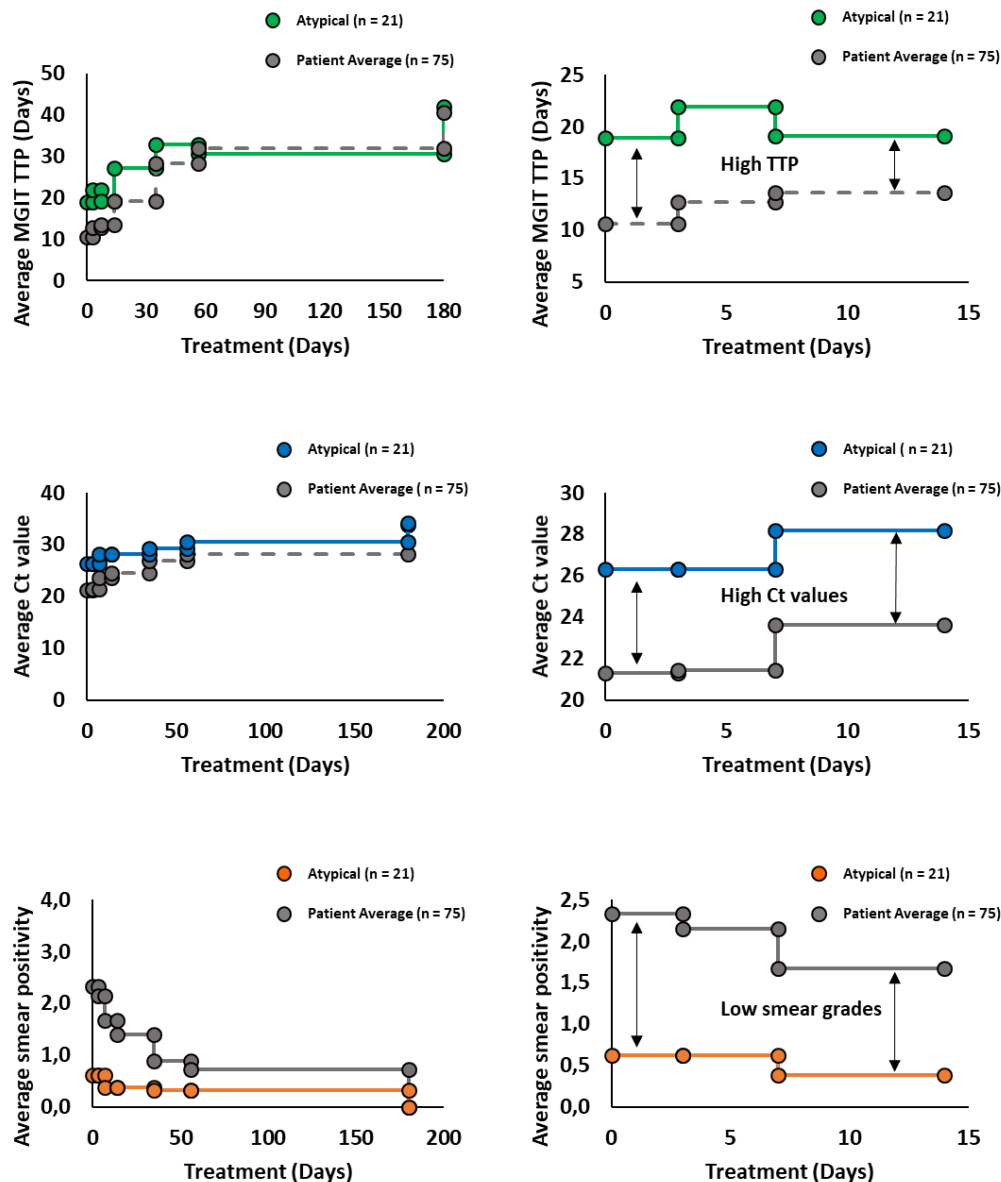 Atypical (n = 21)
Patient Average (n = 75)
Average MGIT TTP (Days)
50
40
30
20
10
0
0 30 60 90 120 150 180
Treatment (Days)
Atypical (n = 21)
Patient Average (n = 75)
Average MGIT TTP (Days)
25
20
15
10
5
High TTP
0 5 10 15
Treatment (Days)
Atypical (n = 21)
Patient Average ( n = 75)
Average Ct value
40
30
20
10
0
0 50 100 150 200
Treatment (Days)
Atypical ( n = 21)
Patient Average ( n = 75)
Average Ct value
30
28
26
24
22
20
High Ct values
0 5 10 15
Treatment (Days)
Atypical (n = 21)
Patient Average (n = 75)
Average smear positivity
4,0
3,0
2,0
1,0
0,0
0 50 100 150 200
Treatment (Days)
Atypical (n = 21)
Patient Average (n = 75)
Average smear positivity
2,5
2,0
1,5
1,0
0,5
0,0
Low smear grades
0 5 10 15
Treatment (Days)